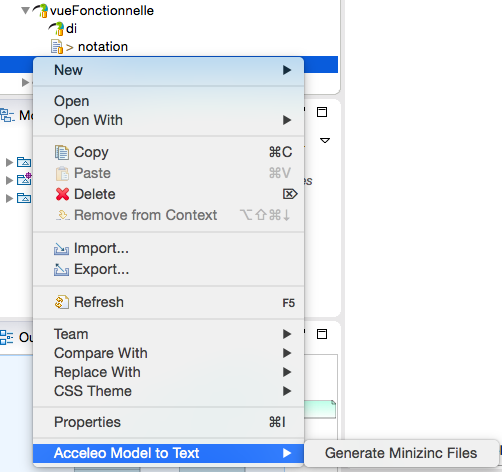 vueFonctionnelle
di
> notation
New
Open
Open With
Mo
Copy ⌘C
Paste ⌘V
Delete ⌦
Remove from Context ⌥⇧⌘↓
Import...
Export...
Refresh F5
Ou
Team
Compare With
Replace With
CSS Theme
Properties ⌘I
Acceleo Model to Text
Generate Minizinc Files